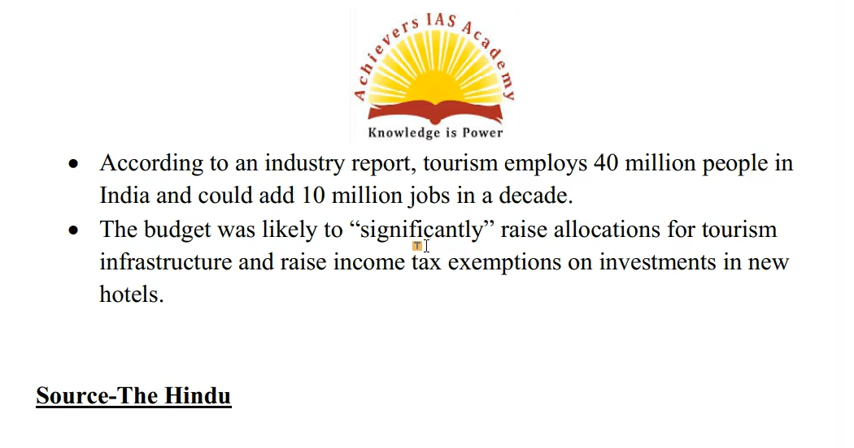 Achievers IAS Academy
Knowledge is Power
• According to an industry report, tourism employs 40 million people in
India and could add 10 million jobs in a decade.
• The budget was likely to “significantly” raise allocations for tourism
T
infrastructure and raise income tax exemptions on investments in new
hotels.
Source-The Hindu